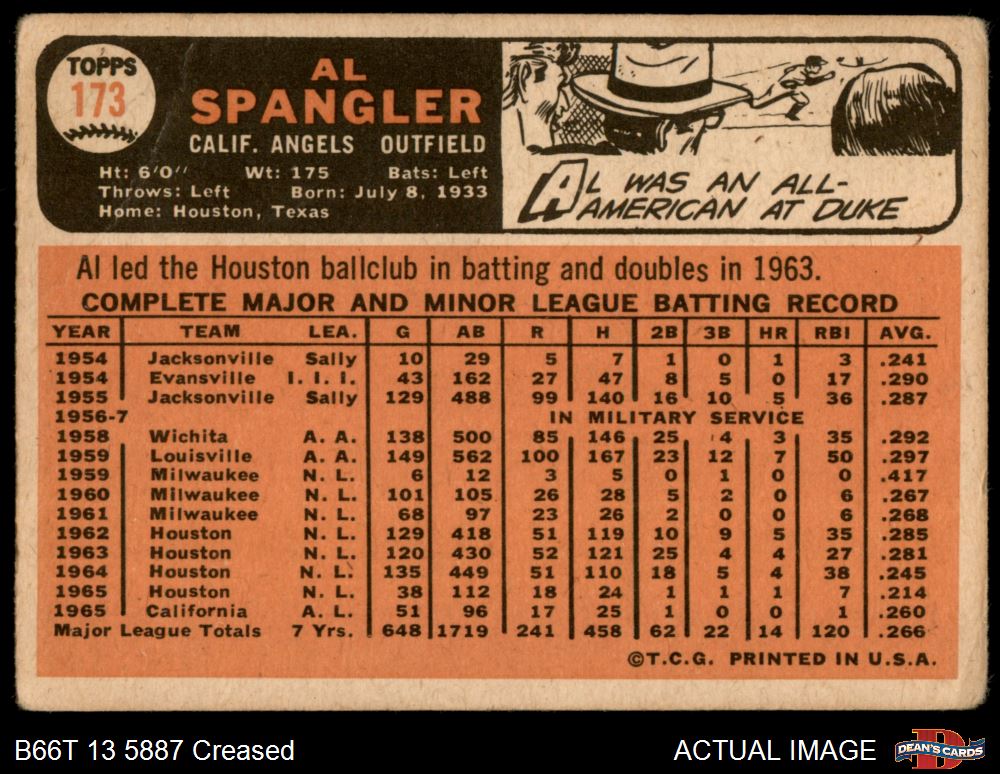 TOPPS
173
AL
SPANGLER
CALIF. ANGELS OUTFIELD
Ht: 6'0" Wt: 175 Bats: Left
Throws: Left Born: July 8, 1933
Home: Houston, Texas
AL WAS AN ALL-
AMERICAN AT DUKE
Al led the Houston ballclub in batting and doubles in 1963.
COMPLETE MAJOR AND MINOR LEAGUE BATTING RECORD
YEAR TEAM LEA. G AB R H 2B 3B HR RBI AVG.
1954 Jacksonville Sally 10 29 5 7 1 0 1 3 .241
1954 Evansville I. I. I. 43 162 27 47 8 5 0 17 .290
1955 Jacksonville Sally 129 488 99 140 16 10 5 36 .287
1956-7 IN MILITARY SERVICE
1958 Wichita A. A. 138 500 85 146 25 4 3 35 .292
1959 Louisville A. A. 149 562 100 167 23 12 7 50 .297
1959 Milwaukee N. L. 6 12 3 5 0 1 0 0 .417
1960 Milwaukee N. L. 101 105 26 28 5 2 0 6 .267
1961 Milwaukee N. L. 68 97 23 26 2 0 0 6 .268
1962 Houston N. L. 129 418 51 119 10 9 5 35 .285
1963 Houston N. L. 120 430 52 121 25 4 4 27 .281
1964 Houston N. L. 135 449 51 110 18 5 4 38 .245
1965 Houston N. L. 38 112 18 24 1 1 1 7 .214
1965 California A. L. 51 96 17 25 1 0 0 1 .260
Major League Totals 7 Yrs. 648 1719 241 458 62 22 14 120 .266
©T.C.G. PRINTED IN U.S.A.
B66T 13 5887 Creased
ACTUAL IMAGE
D
DEAN'S CARDS